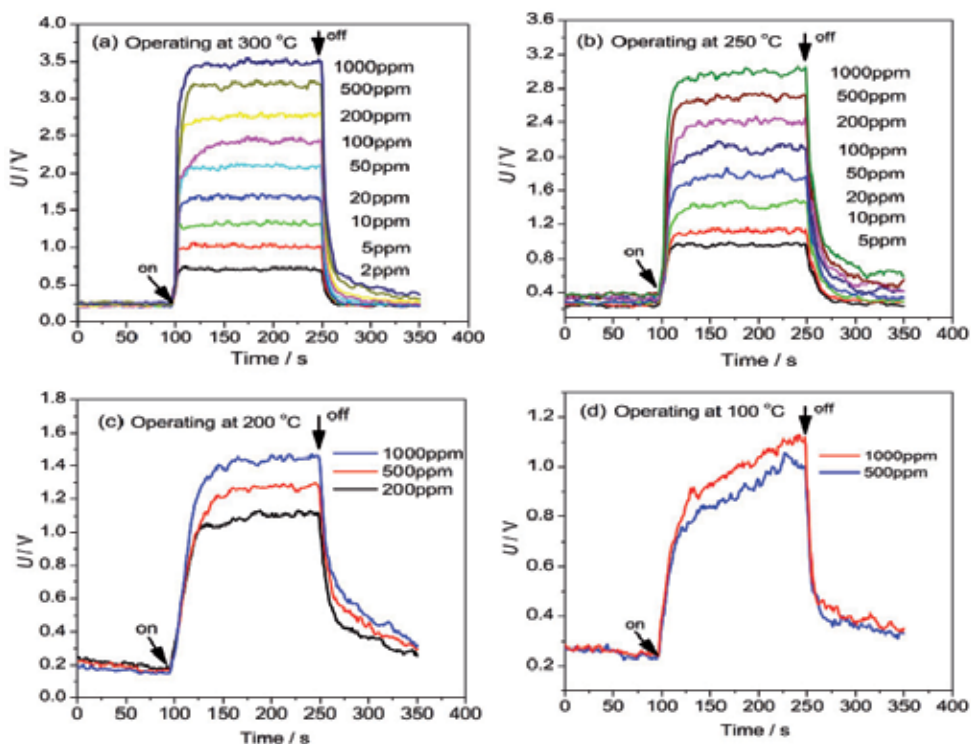 (a) Operating at 300 °C
off
1000ppm
500ppm
200ppm
100ppm
50ppm
20ppm
10ppm
5ppm
2ppm
on
4.0
3.5
3.0
2.5
2.0
1.5
1.0
0.5
0.0
U / V
0 50 100 150 200 250 300 350 400
Time / s
(b) Operating at 250 °C
off
1000ppm
500ppm
200ppm
100ppm
50ppm
20ppm
10ppm
5ppm
on
3.6
3.2
2.8
2.4
2.0
1.6
1.2
0.8
0.4
U / V
0 50 100 150 200 250 300 350 400
Time / s
(c) Operating at 200 °C
off
1000ppm
500ppm
200ppm
on
1.8
1.6
1.4
1.2
1.0
0.8
0.6
0.4
0.2
0.0
U / V
0 50 100 150 200 250 300 350 400
Time / s
(d) Operating at 100 °C
off
1000ppm
500ppm
on
1.2
1.0
0.8
0.6
0.4
0.2
U / V
0 50 100 150 200 250 300 350 400
Time / s